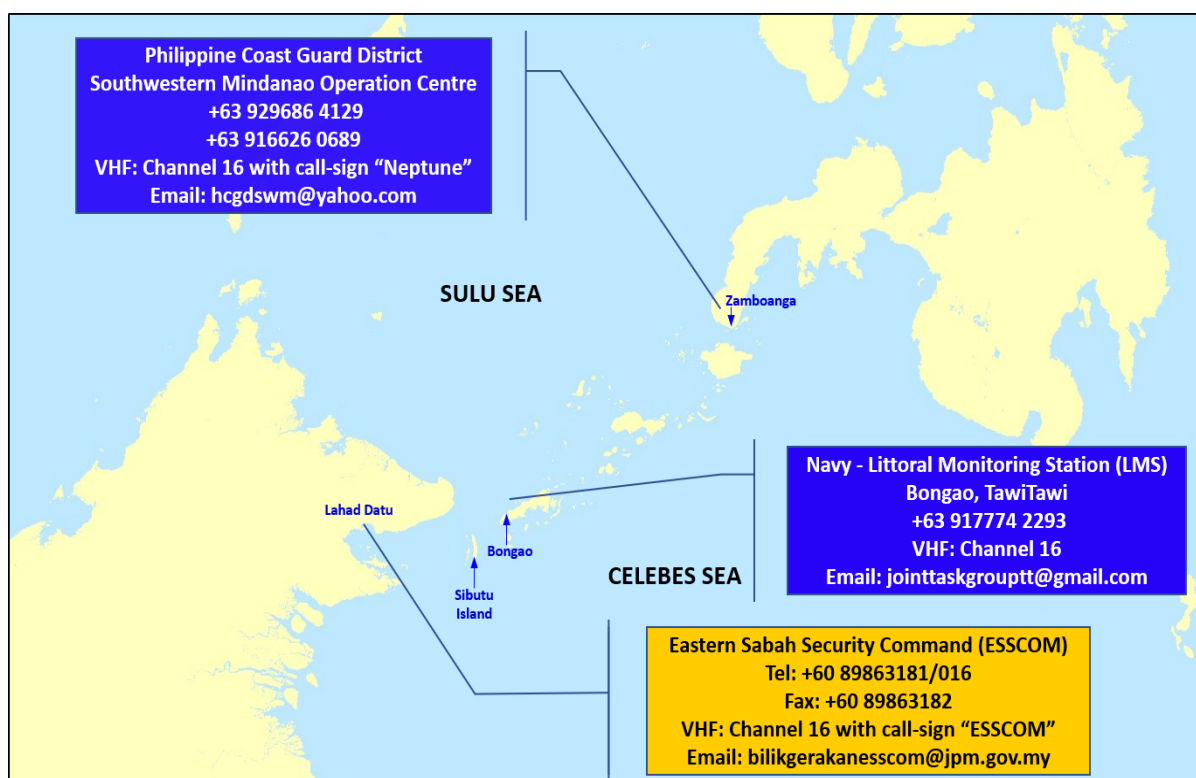 Philippine Coast Guard District
Southwestern Mindanao Operation Centre
+63 929686 4129
+63 916626 0689
VHF: Channel 16 with call-sign “Neptune”
Email: hcgdswm@yahoo.com
SULU SEA
Zamboanga
Navy - Littoral Monitoring Station (LMS)
Bongao, TawiTawi
+63 917774 2293
VHF: Channel 16
Email: jointtaskgrouptt@gmail.com
Lahad Datu
Bongao
CELEBES SEA
Sibutu
Island
Eastern Sabah Security Command (ESSCOM)
Tel: +60 89863181/016
Fax: +60 89863182
VHF: Channel 16 with call-sign “ESSCOM”
Email: bilikgerakanesscom@jpm.gov.my